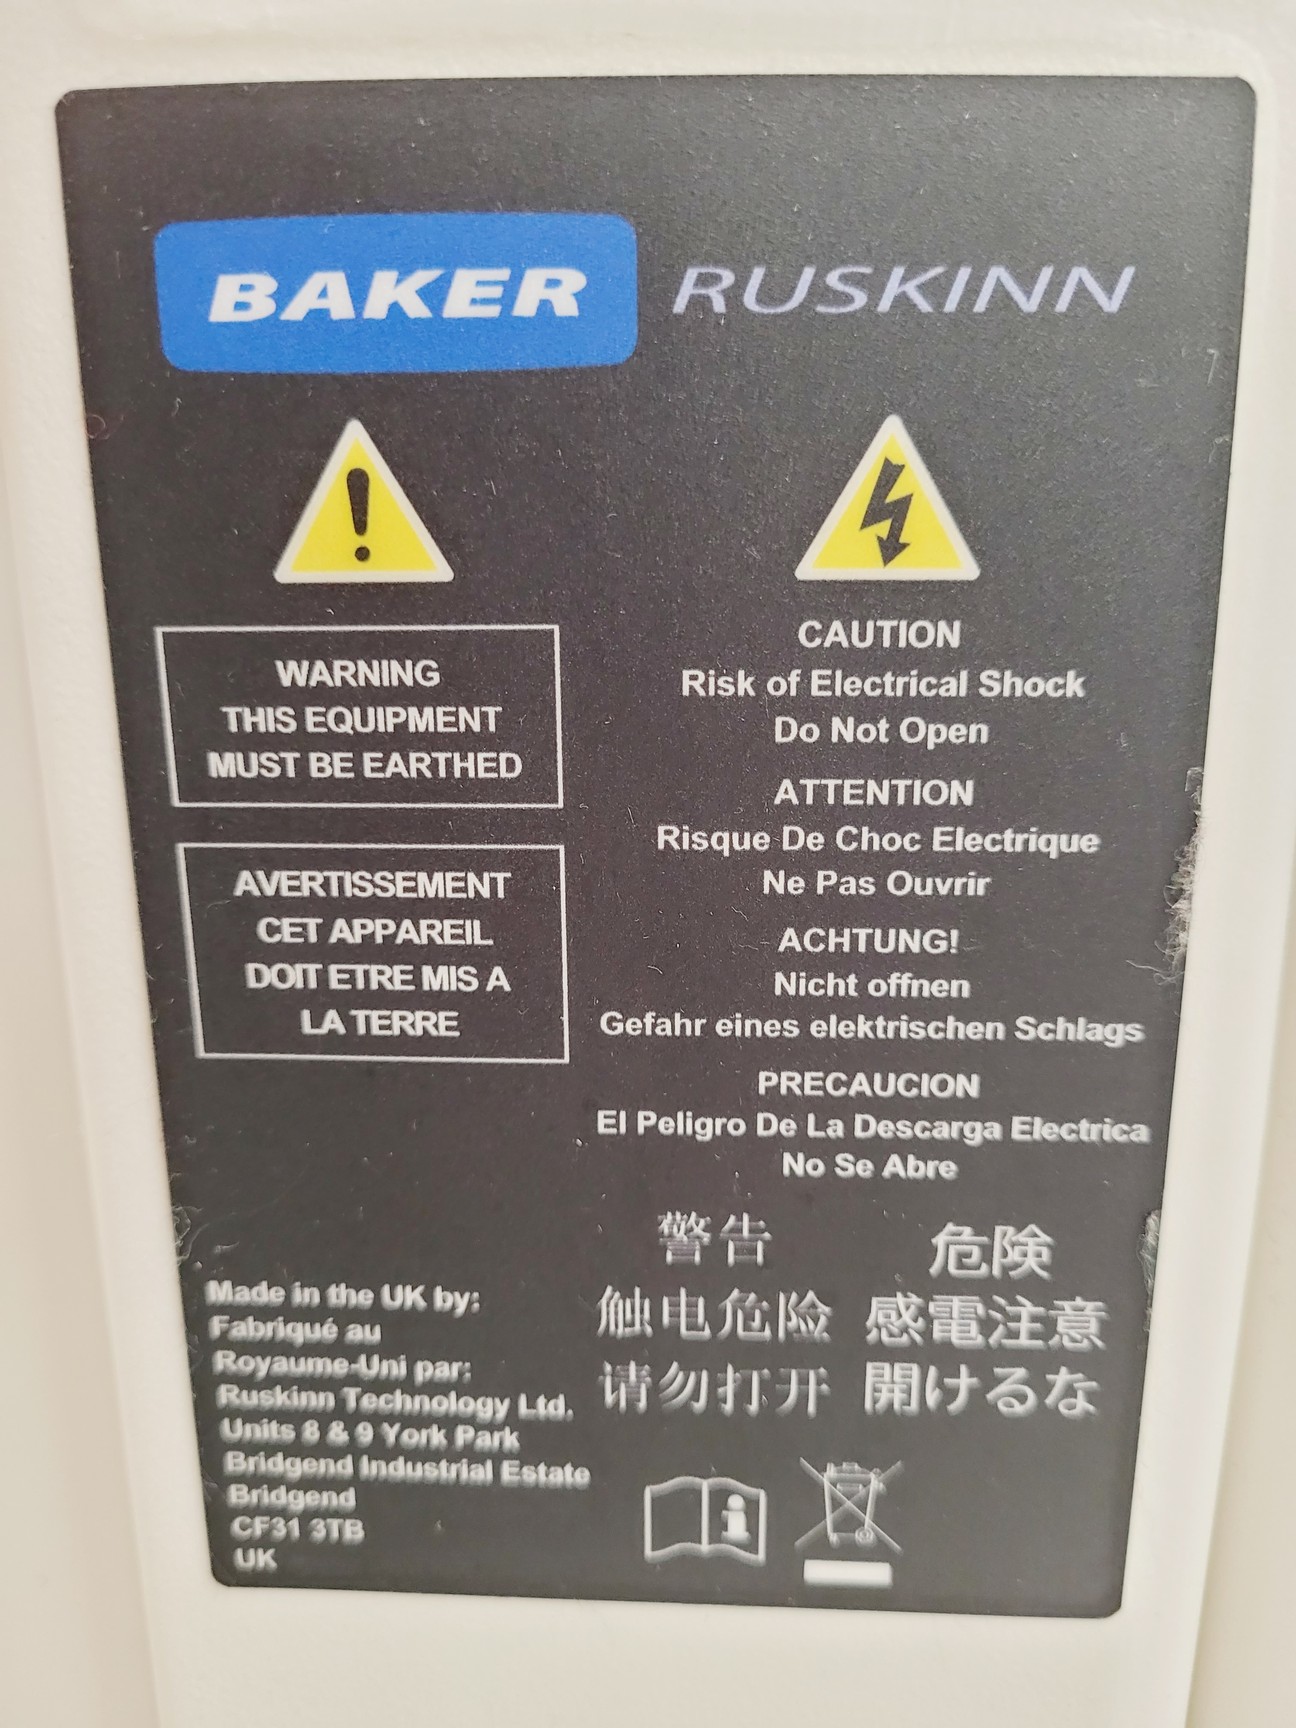 BAKER RUSKINN
WARNING
THIS EQUIPMENT
MUST BE EARTHED
AVERTISSEMENT
CET APPAREIL
DOIT ETRE MIS A
LA TERRE
CAUTION
Risk of Electrical Shock
Do Not Open
ATTENTION
Risque De Choc Electrique
Ne Pas Ouvrir
ACHTUNG!
Nicht offnen
Gefahr eines elektrischen Schlags
PRECAUCION
El Peligro De La Descarga Electrica
No Se Abre
警告
触电危险
请勿打开
危険
感電注意
開けるな
Made in the UK by:
Fabriqué au
Royaume-Uni par:
Ruskinn Technology Ltd.
Units 8 & 9 York Park
Bridgend Industrial Estate
Bridgend
CF31 3TB
UK